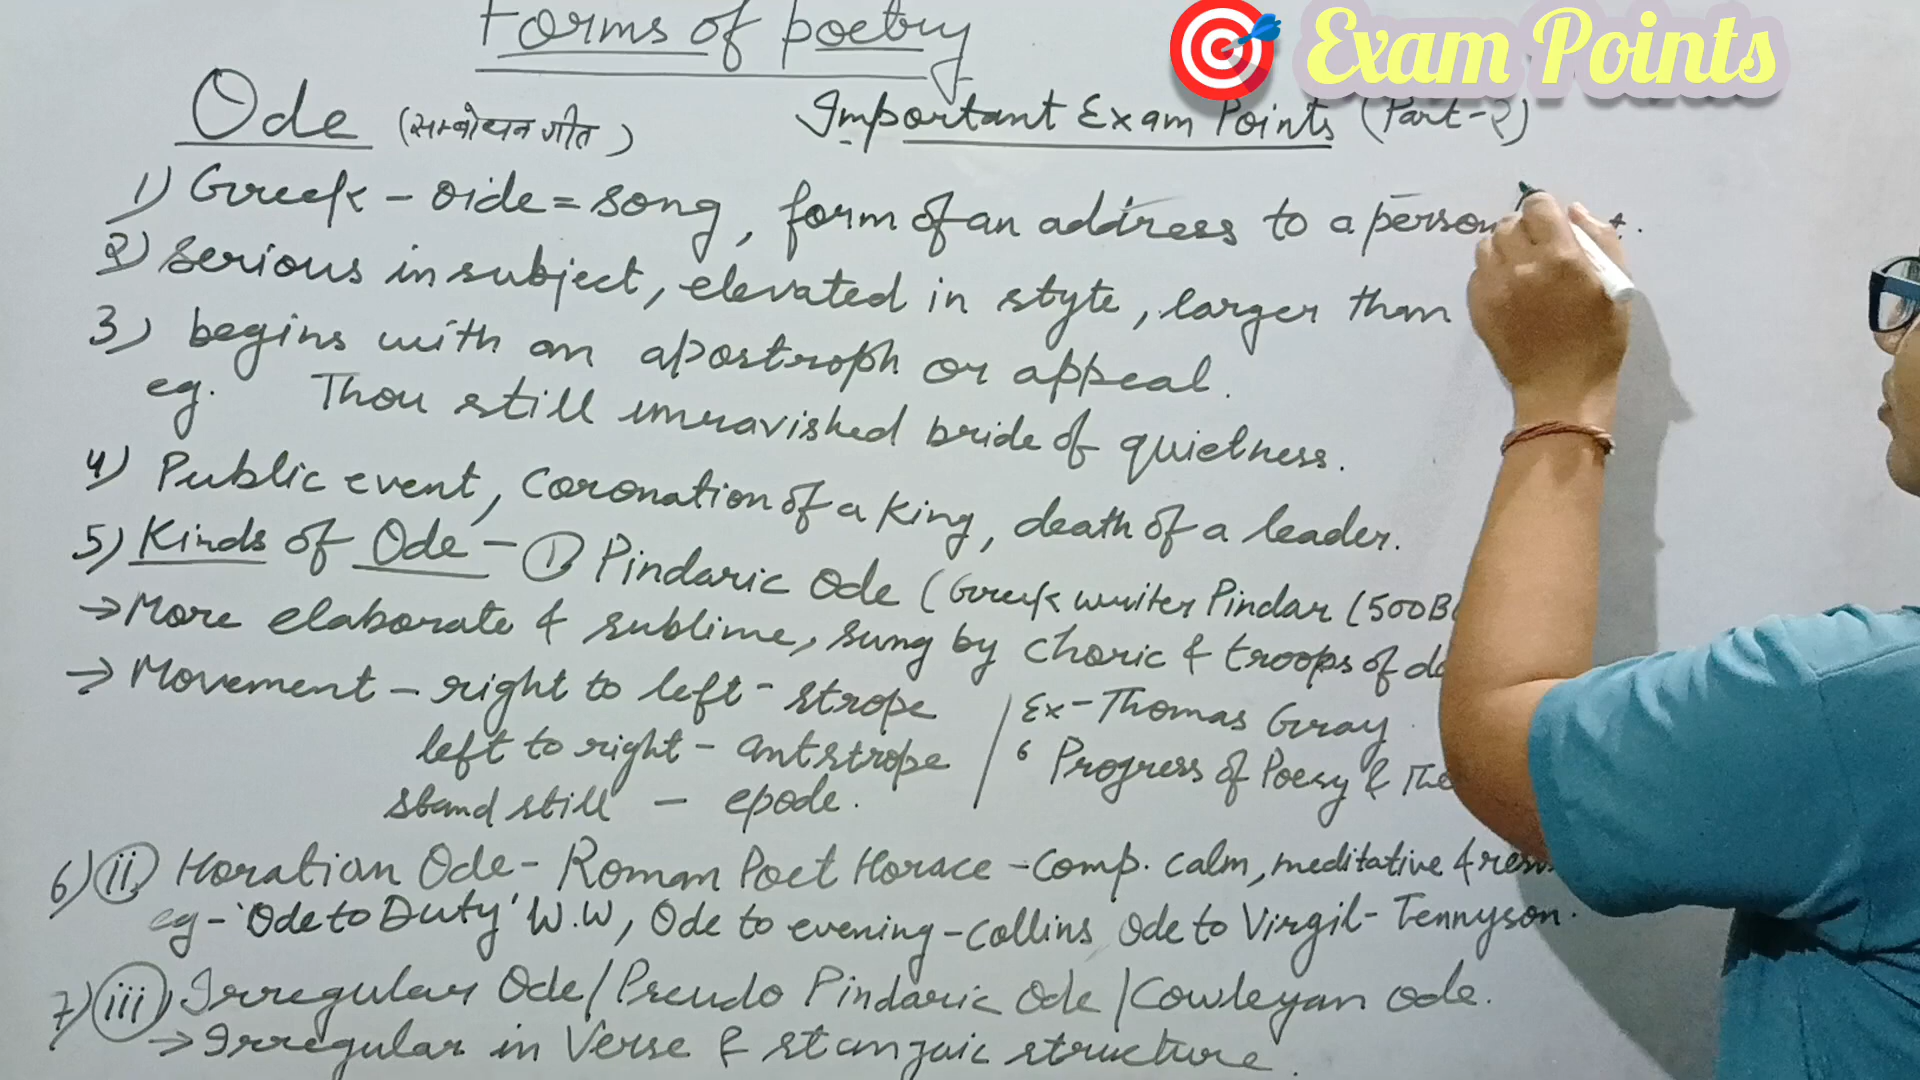 Forms of poetry
Exam Points
Ode (सम्बोधन गीत) Important Exam Points (Part-2)
1) Greek - oide = song, form of an address to a person
2) Serious in subject, elevated in style, larger than
3) begins with an apostroph or appeal.
eg. Thou still unravished bride of quietness.
4) Public event, Coronation of a King, death of a leader.
5) Kinds of Ode - ① Pindaric Ode (Greek writer Pindar (500B
→ More elaborate & sublime, sung by choric & troops of
→ Movement - right to left - strope
left to right - antstrope
stand still - epode.
Ex - Thomas Gray
' Progress of Poesy & The
6) (ii) Horatian Ode - Roman Poet Horace - Comp. calm, meditative &
eg - 'Ode to Duty' W.W, Ode to evening - collins Ode to Virgil - Tennyson.
7) (iii) Irregular Ode / Pseudo Pindaric Ode / Cowleyan ode.
→ Irregular in Verse & stanzaic structure.